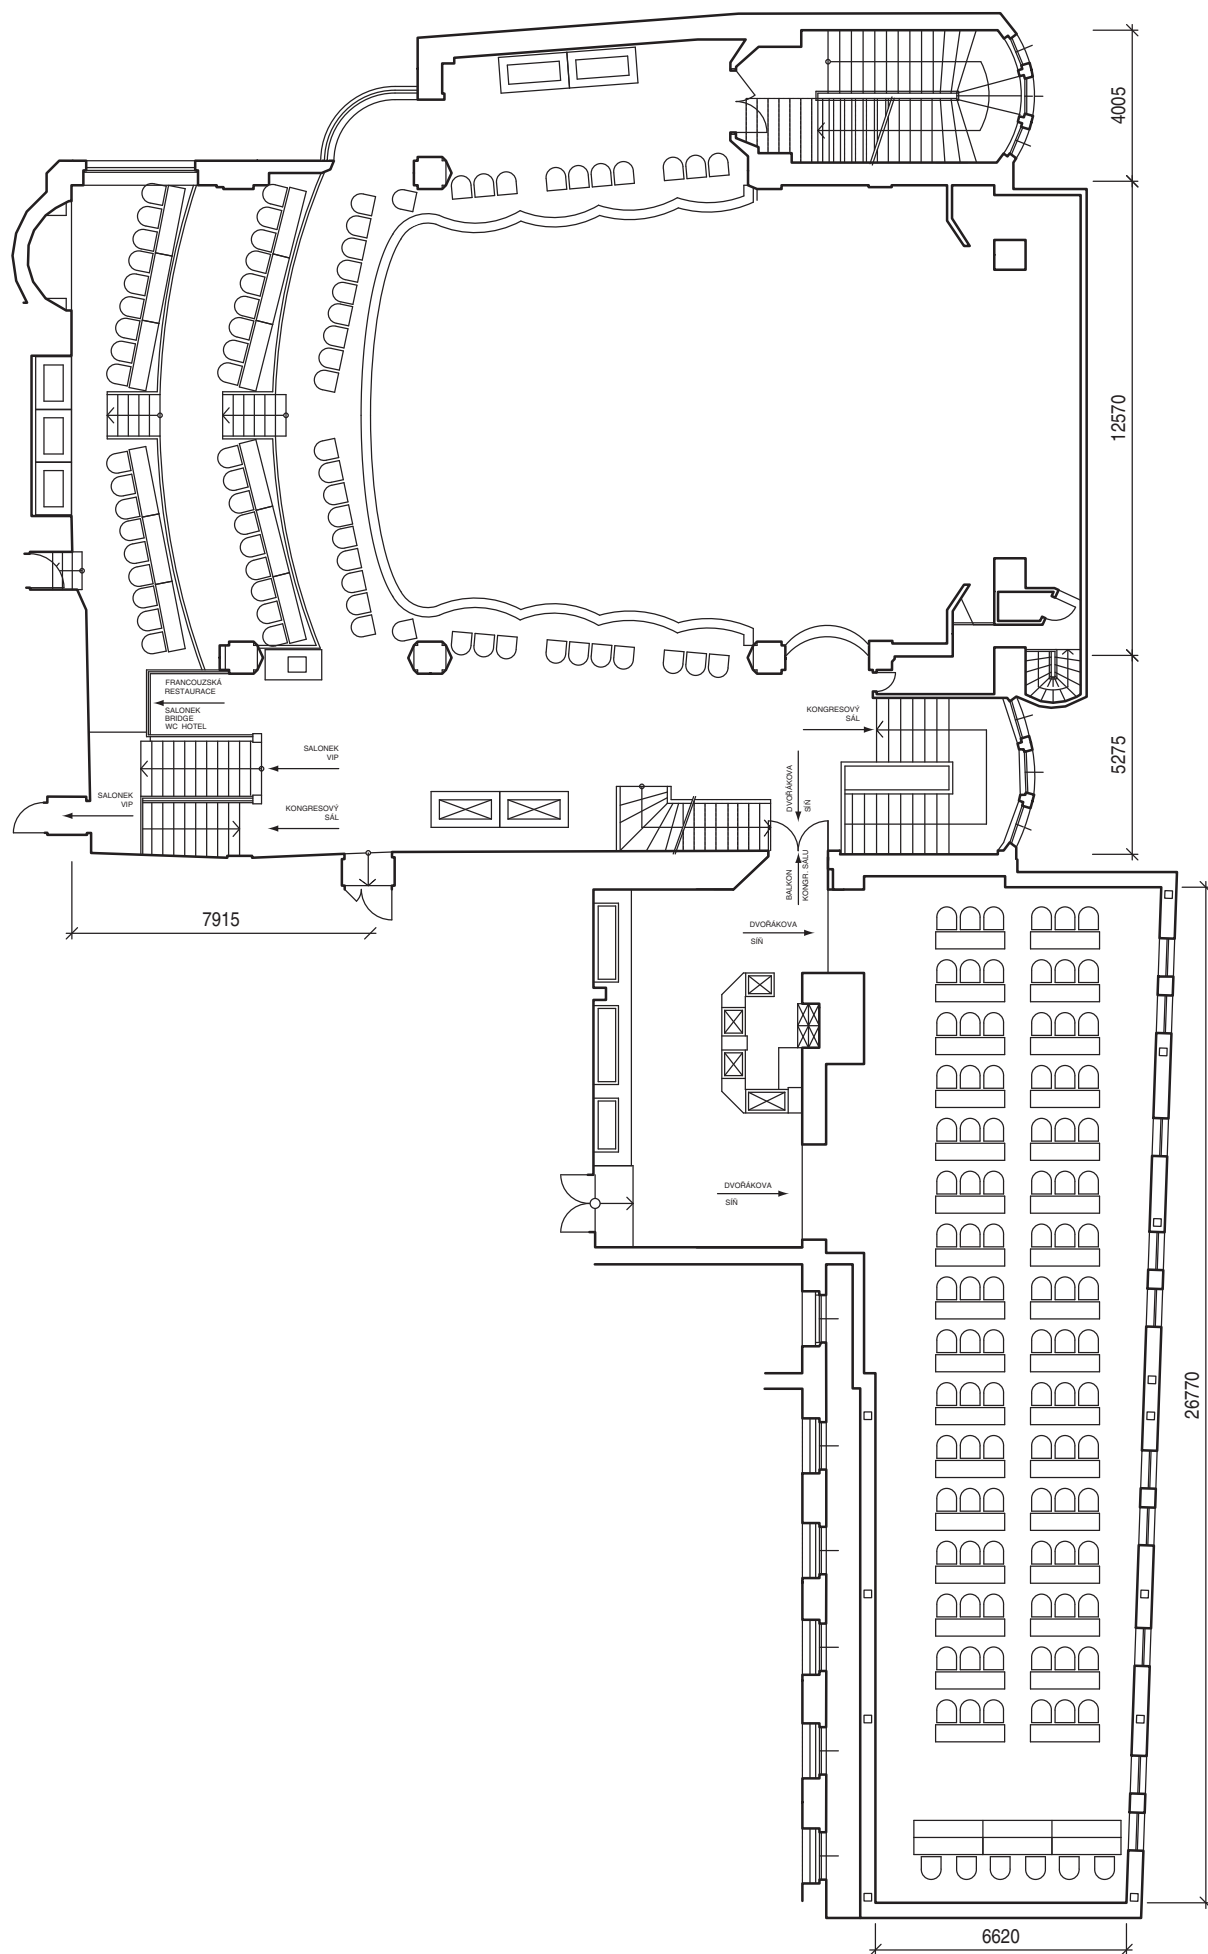 4005
12570
FRANCOUZSKÁ
RESTAURACE
SALONEK
BRIDGE
WC HOTEL
KONGRESOVÝ
SÁL
SALONEK
VIP
DVOŘÁKOVA
SÍŇ
5275
SALONEK
VIP
KONGRESOVÝ
SÁL
BALKON
KONGR. SÁLU
7915
DVOŘÁKOVA
SÍŇ
DVOŘÁKOVA
SÍŇ
26770
6620